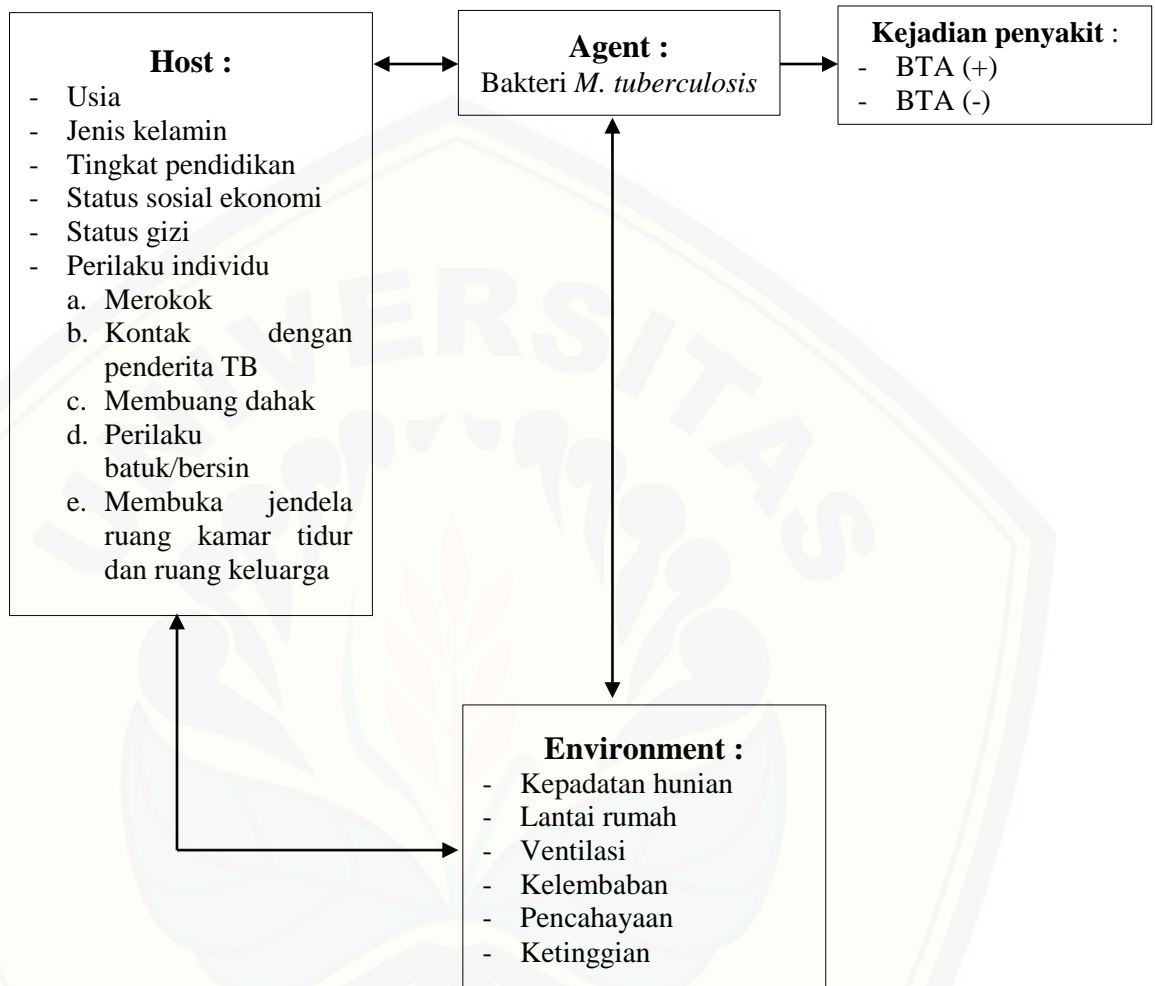 Host :
- Usia
- Jenis kelamin
- Tingkat pendidikan
- Status sosial ekonomi
- Status gizi
- Perilaku individu
a. Merokok
b. Kontak dengan
penderita TB
c. Membuang dahak
d. Perilaku
batuk/bersin
e. Membuka jendela
ruang kamar tidur
dan ruang keluarga
Agent :
Bakteri M. tuberculosis
Kejadian penyakit :
- BTA (+)
- BTA (-)
Environment :
- Kepadatan hunian
- Lantai rumah
- Ventilasi
- Kelembaban
- Pencahayaan
- Ketinggian
UNIVERSITAS